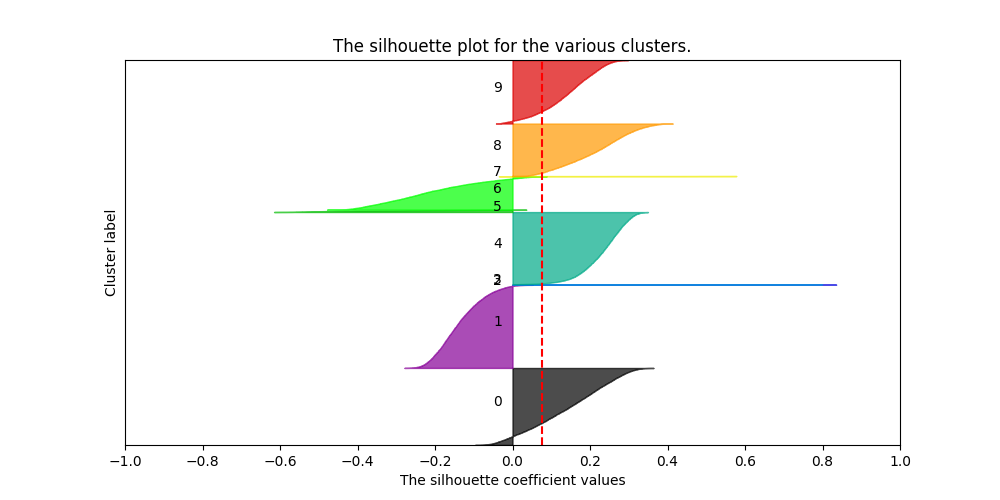 The silhouette plot for the various clusters.
Cluster label
9
8
7
6
5
4
3
2
1
0
−1.0 −0.8 −0.6 −0.4 −0.2 0.0 0.2 0.4 0.6 0.8 1.0
The silhouette coefficient values